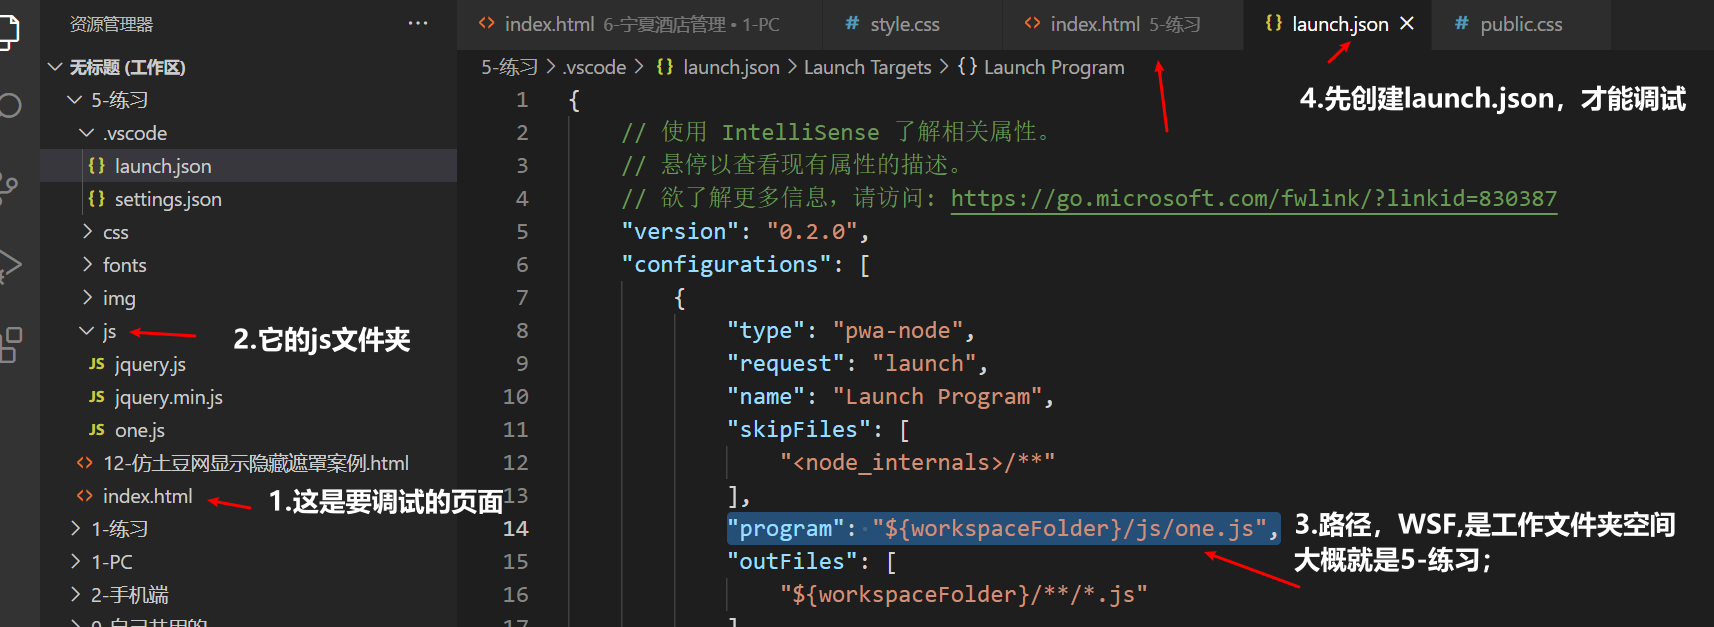 资源管理器 ···
index.html 6-宁夏酒店管理 • 1-PC
style.css
index.html 5-练习
launch.json
public.css
5-练习 > .vscode > {} launch.json > Launch Targets > {} Launch Program
无标题 (工作区)
5-练习
.vscode
{} launch.json
{} settings.json
css
fonts
img
js
JS jquery.js
JS jquery.min.js
JS one.js
12-仿土豆网显示隐藏遮罩案例.html
index.html
1-练习
1-PC
2-手机端
1 {
2 // 使用 IntelliSense 了解相关属性。
3 // 悬停以查看现有属性的描述。
4 // 欲了解更多信息，请访问: https://go.microsoft.com/fwlink/?linkid=830387
5 "version": "0.2.0",
6 "configurations": [
7 {
8 "type": "pwa-node",
9 "request": "launch",
10 "name": "Launch Program",
11 "skipFiles": [
12 "<node_internals>/**"
13 ],
14 "program": "${workspaceFolder}/js/one.js",
15 "outFiles": [
16 "${workspaceFolder}/**/*.js"
17 ]
4.先创建launch.json，才能调试
2.它的js文件夹
1.这是要调试的页面
3.路径，WSF,是工作文件夹空间
大概就是5-练习；